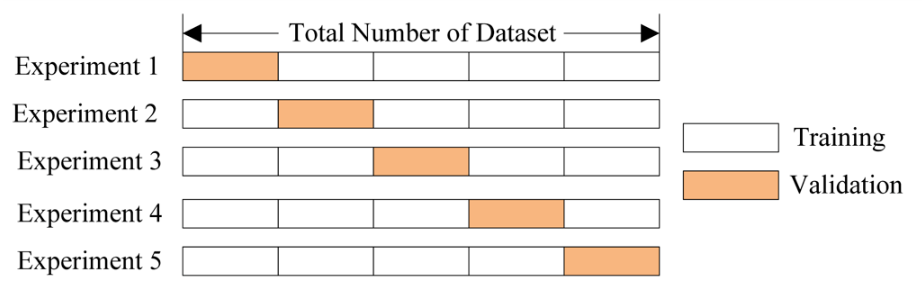 Total Number of Dataset
Experiment 1
Experiment 2
Experiment 3
Experiment 4
Experiment 5
Training
Validation